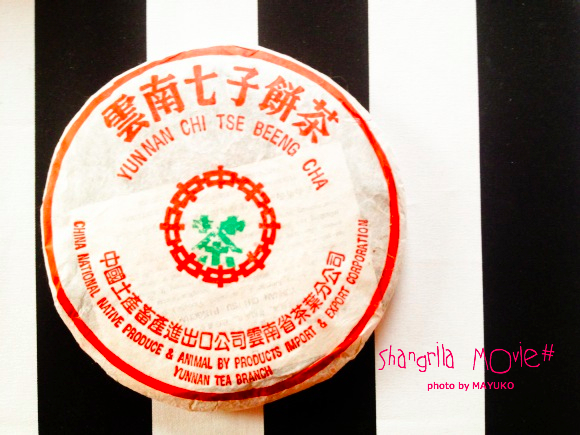 雲南七子餅茶
YUNNAN CHI TSE BEENG CHA
茶
中國土產畜產進出口公司雲南省茶葉分公司
CHINA NATIONAL NATIVE PRODUCE & ANIMAL BY PRODUCTS IMPORT & EXPORT CORPORATION
YUNNAN TEA BRANCH
shangrila movie#
photo by MAYUKO